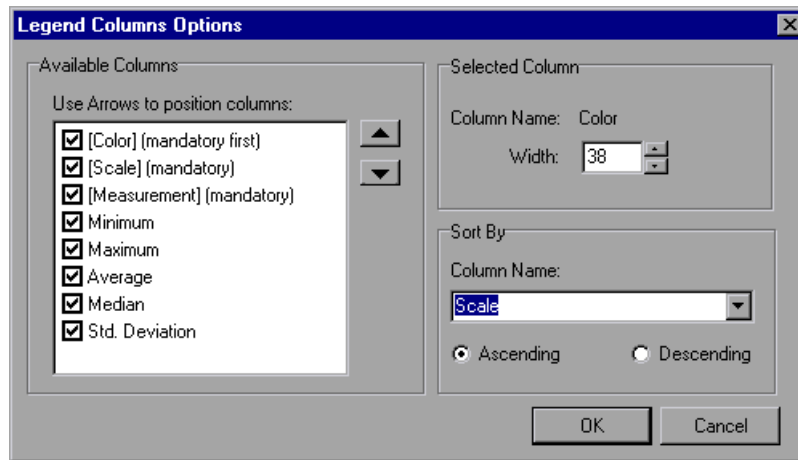 Legend Columns Options
Available Columns
Use Arrows to position columns:
[Color] (mandatory first)
[Scale] (mandatory)
[Measurement] (mandatory)
Minimum
Maximum
Average
Median
Std. Deviation
Selected Column
Column Name: Color
Width: 38
Sort By
Column Name:
Scale
Ascending Descending
OK Cancel